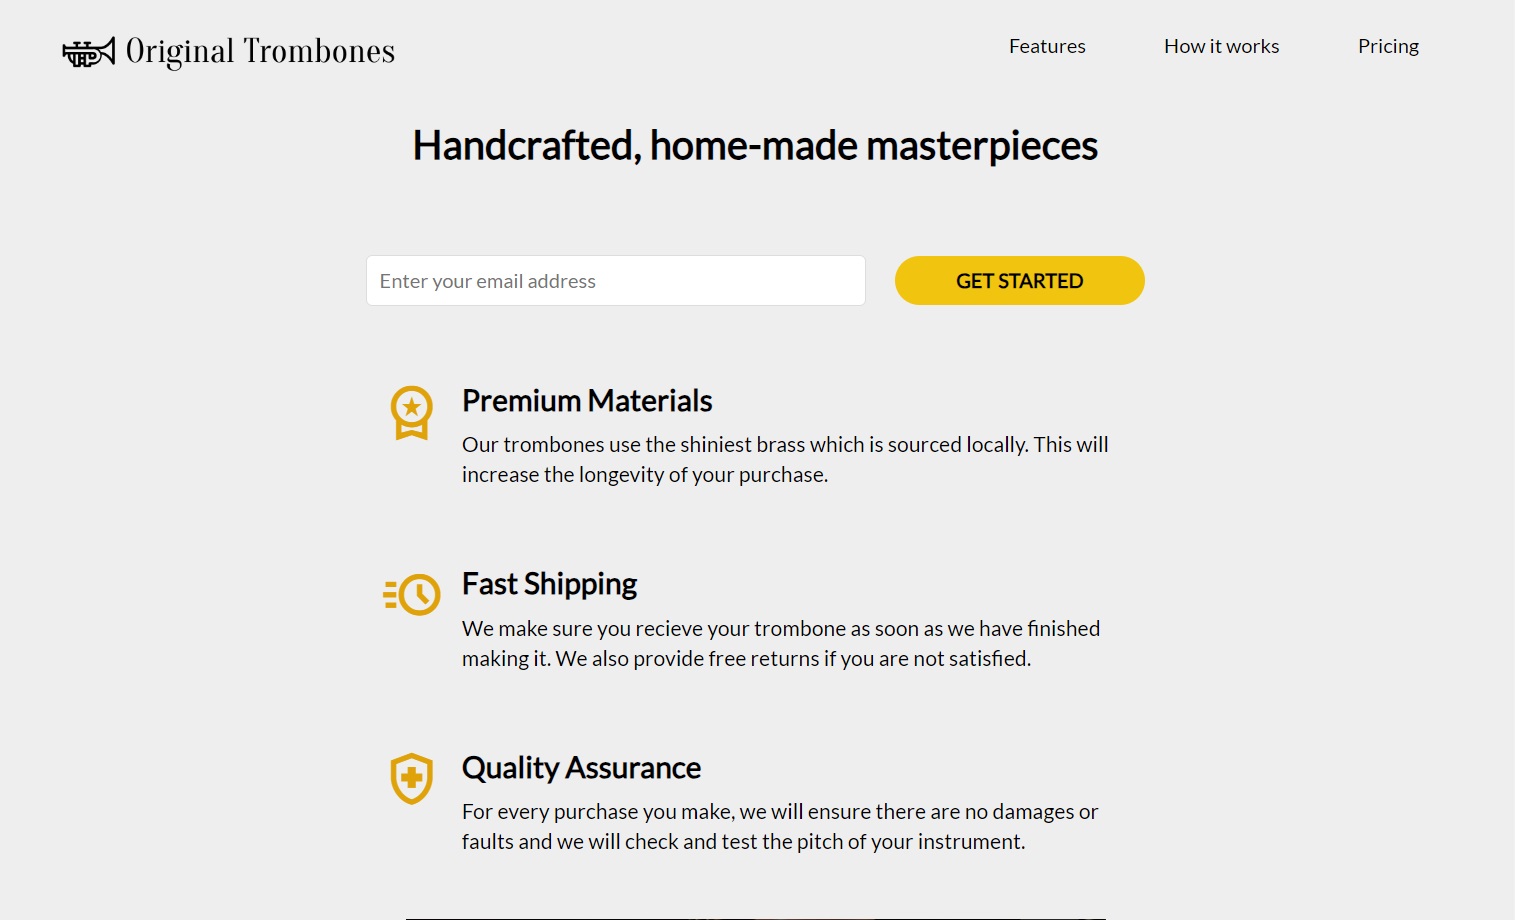 Original Trombones
Features
How it works
Pricing
Handcrafted, home-made masterpieces
Enter your email address
GET STARTED
Premium Materials
Our trombones use the shiniest brass which is sourced locally. This will
increase the longevity of your purchase.
Fast Shipping
We make sure you recieve your trombone as soon as we have finished
making it. We also provide free returns if you are not satisfied.
Quality Assurance
For every purchase you make, we will ensure there are no damages or
faults and we will check and test the pitch of your instrument.